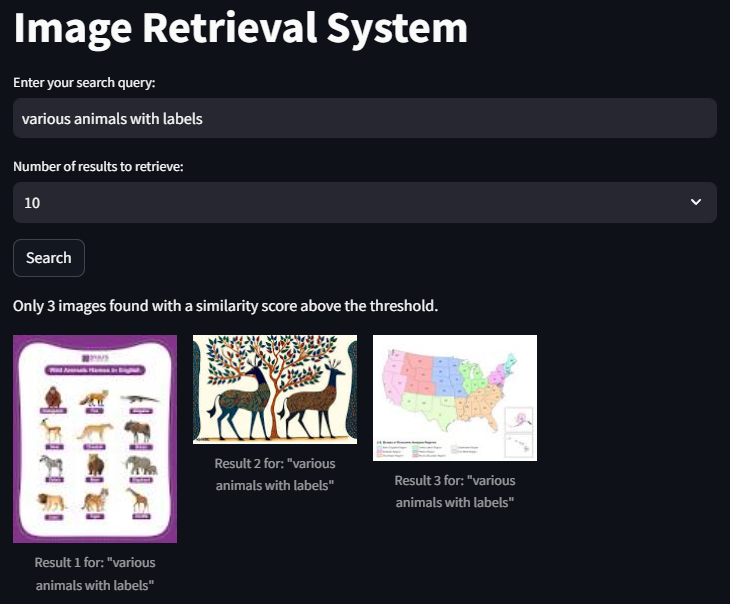 Image Retrieval System
Enter your search query:
various animals with labels
Number of results to retrieve:
10
Search
Only 3 images found with a similarity score above the threshold.
Wild Animals Names in English
Result 1 for: "various
animals with labels"
Result 2 for: "various
animals with labels"
Result 3 for: "various
animals with labels"